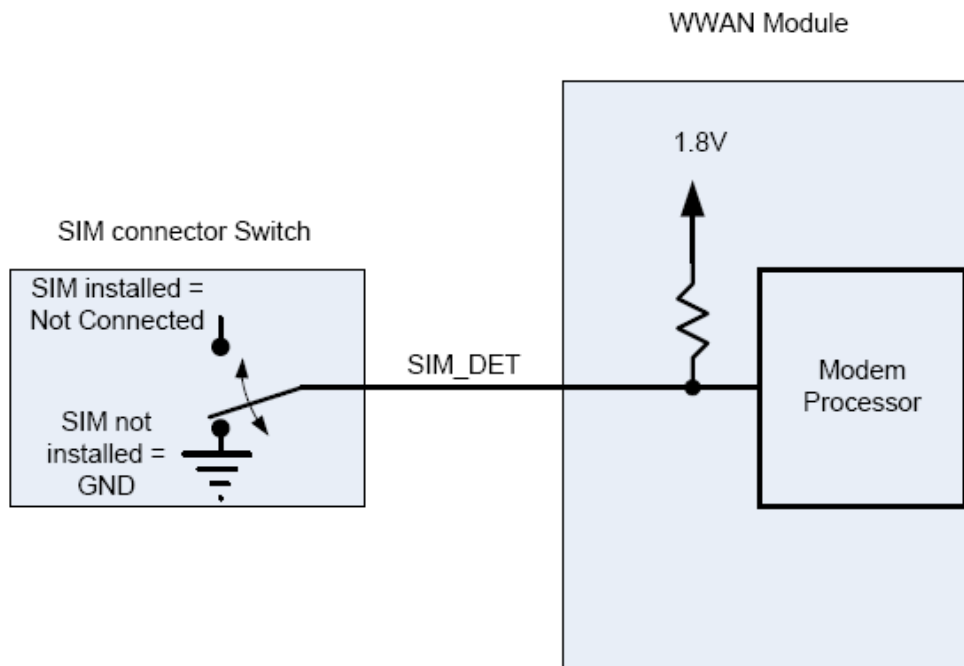 WWAN Module
1.8V
SIM connector Switch
SIM installed =
Not Connected
SIM_DET
Modem
Processor
SIM not
installed =
GND